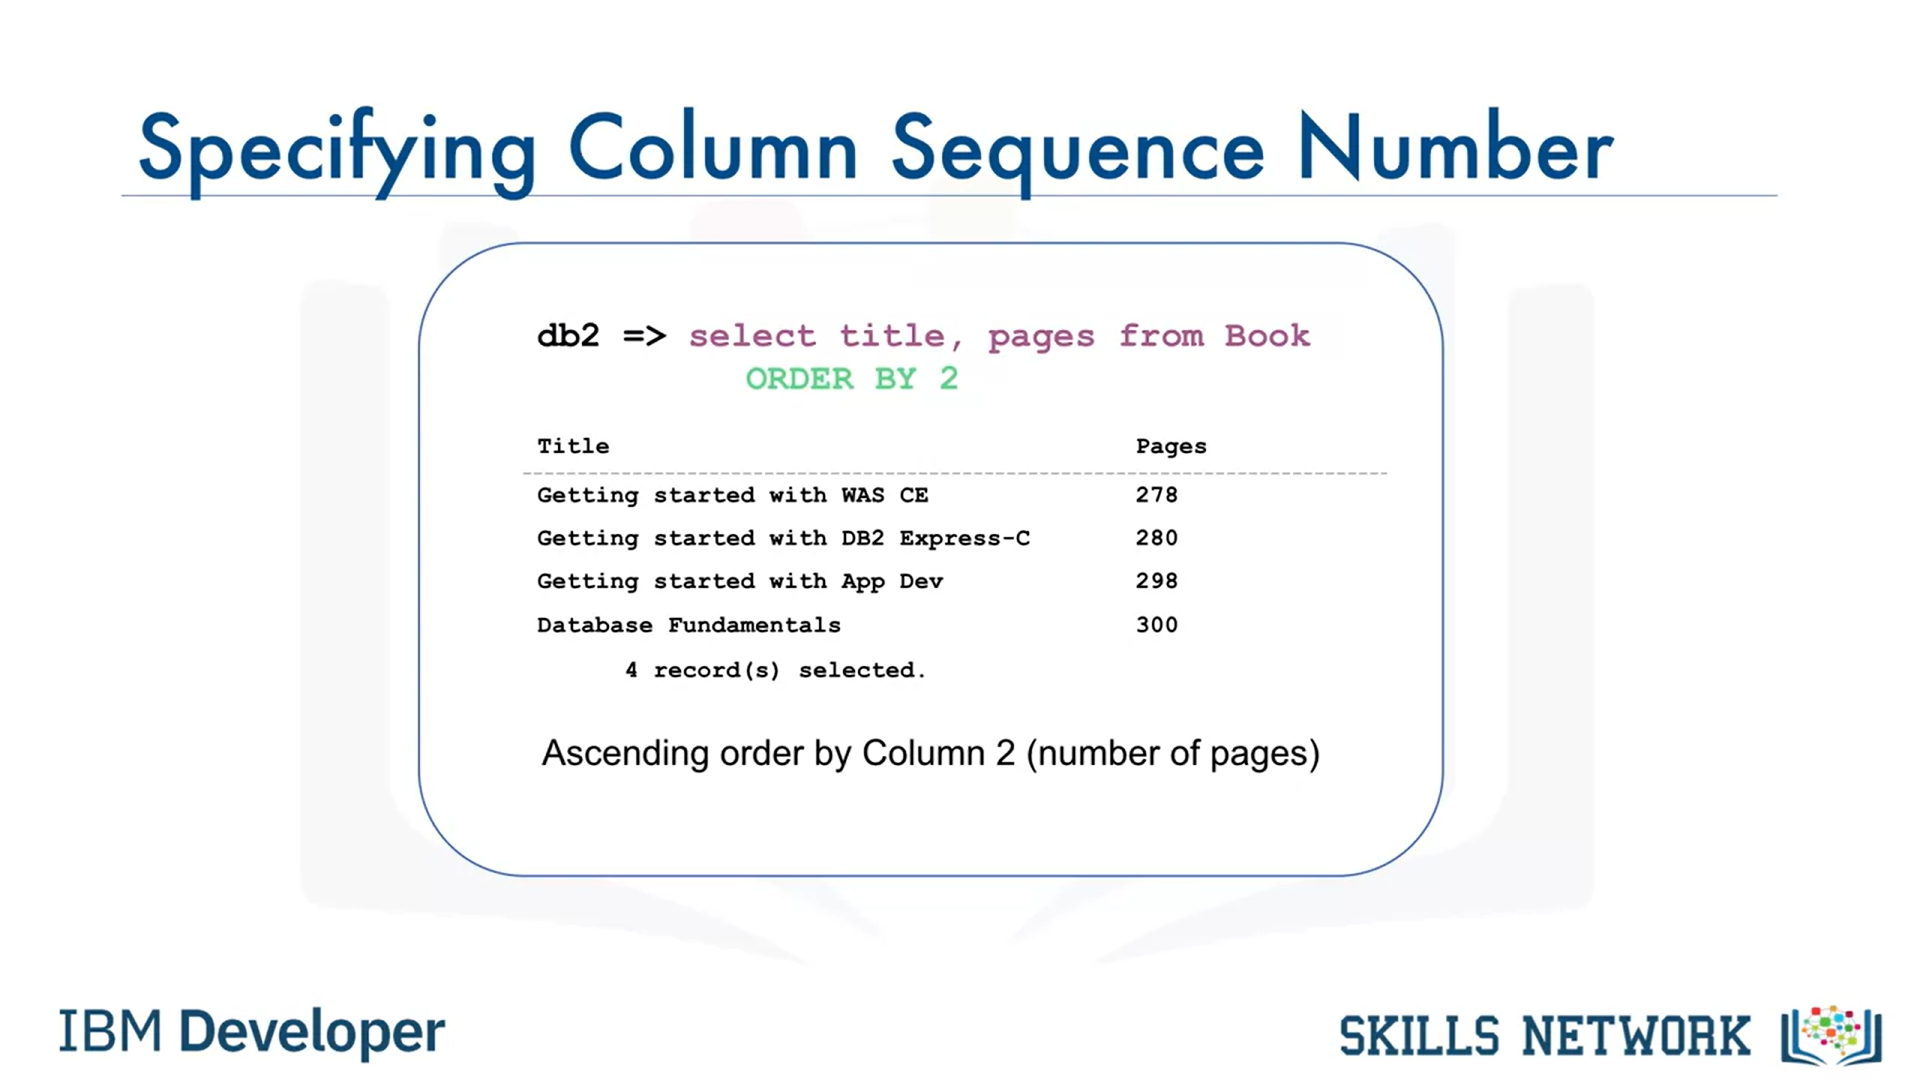 Specifying Column Sequence Number
db2 => select title, pages from Book
ORDER BY 2
Title Pages
Getting started with WAS CE 278
Getting started with DB2 Express-C 280
Getting started with App Dev 298
Database Fundamentals 300
4 record(s) selected.
Ascending order by Column 2 (number of pages)
IBM Developer
SKILLS NETWORK